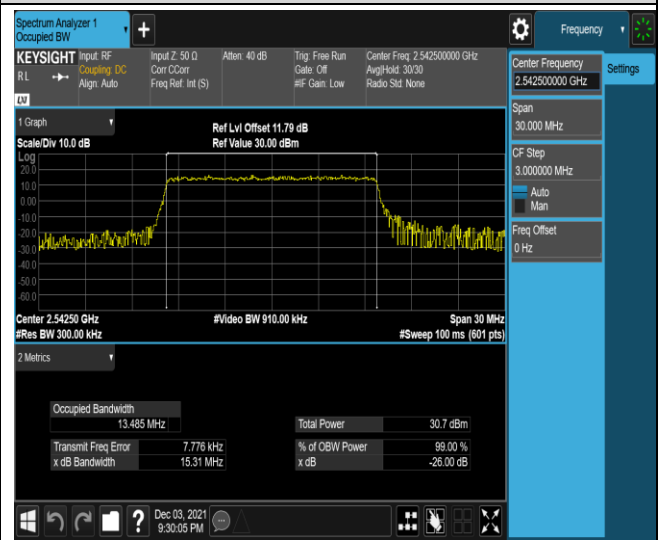 Spectrum Analyzer 1
Occupied BW
Frequency
KEYSIGHT
R L
LXI
Input: RF
Coupling: DC
Align: Auto
Input Z: 50 Ω
Corr CCorr
Freq Ref: Int (S)
Atten: 40 dB
Trig: Free Run
Gate: Off
#IF Gain: Low
Center Freq: 2.542500000 GHz
Avg|Hold: 30/30
Radio Std: None
Center Frequency
2.542500000 GHz
Settings
Span
30.000 MHz
CF Step
3.000000 MHz
Auto
Man
Freq Offset
0 Hz
1 Graph
Scale/Div 10.0 dB
Ref Lvl Offset 11.79 dB
Ref Value 30.00 dBm
Log
20.0
10.0
0.00
-10.0
-20.0
-30.0
-40.0
-50.0
-60.0
Center 2.54250 GHz
#Video BW 910.00 kHz
Span 30 MHz
#Res BW 300.00 kHz
#Sweep 100 ms (601 pts)
2 Metrics
Occupied Bandwidth
13.485 MHz
Total Power 30.7 dBm
Transmit Freq Error 7.776 kHz
% of OBW Power 99.00 %
x dB Bandwidth 15.31 MHz
x dB -26.00 dB
?
Dec 03, 2021
9:30:05 PM